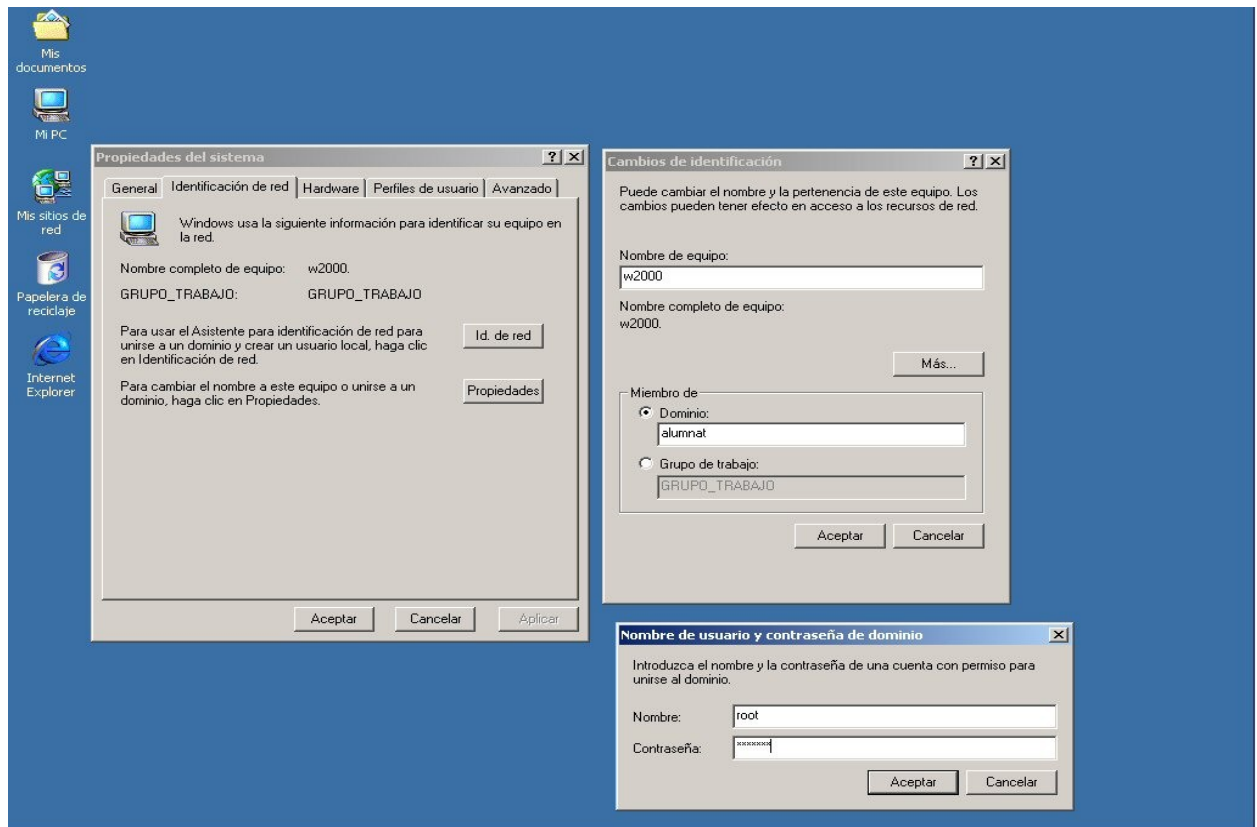 Mis
documentos
Mi PC
Mis sitios de
red
Papelera de
reciclaje
Internet
Explorer
Propiedades del sistema
General
Identificación de red
Hardware
Perfiles de usuario
Avanzado
Windows usa la siguiente información para identificar su equipo en
la red.
Nombre completo de equipo: w2000.
GRUPO_TRABAJO: GRUPO_TRABAJO
Para usar el Asistente para identificación de red para
unirse a un dominio y crear un usuario local, haga clic
en Identificación de red.
Id. de red
Para cambiar el nombre a este equipo o unirse a un
dominio, haga clic en Propiedades.
Propiedades
Aceptar
Cancelar
Aplicar
Cambios de identificación
Puede cambiar el nombre y la pertenencia de este equipo. Los
cambios pueden tener efecto en acceso a los recursos de red.
Nombre de equipo:
w2000
Nombre completo de equipo:
w2000.
Más...
Miembro de
Dominio:
alumnat
Grupo de trabajo:
GRUPO_TRABAJO
Aceptar
Cancelar
Nombre de usuario y contraseña de dominio
Introduzca el nombre y la contraseña de una cuenta con permiso para
unirse al dominio.
Nombre: root
Contraseña: *******
Aceptar
Cancelar